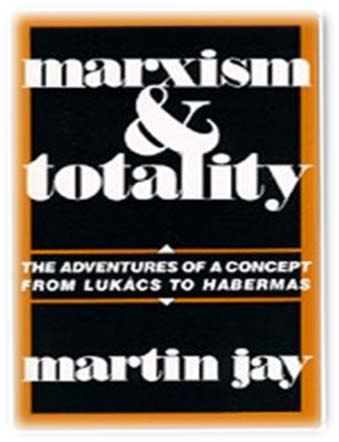 marxism
&
totality
THE ADVENTURES OF A CONCEPT
FROM LUKÁCS TO HABERMAS
martin jay